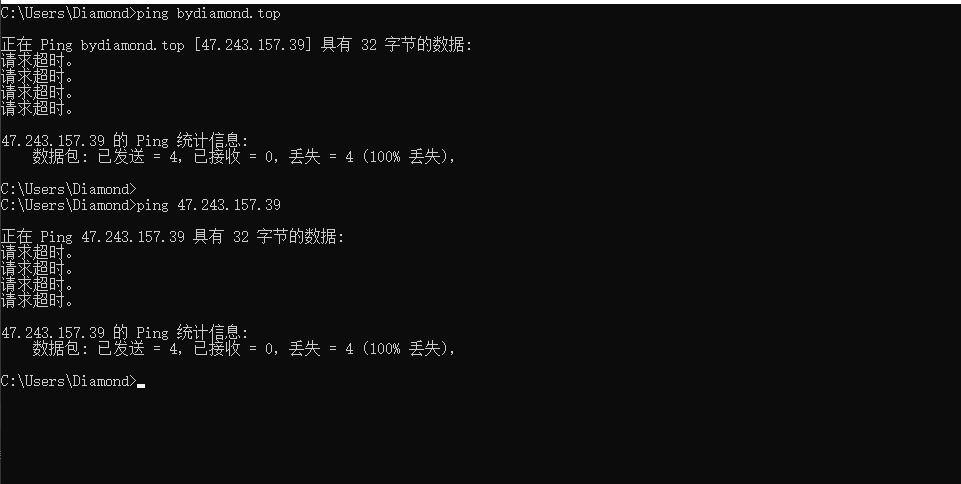 C:\Users\Diamond>ping bydiamond.top
正在 Ping bydiamond.top [47.243.157.39] 具有 32 字节的数据:
请求超时。
请求超时。
请求超时。
请求超时。
47.243.157.39 的 Ping 统计信息:
数据包: 已发送 = 4，已接收 = 0，丢失 = 4 (100% 丢失)，
C:\Users\Diamond>
C:\Users\Diamond>ping 47.243.157.39
正在 Ping 47.243.157.39 具有 32 字节的数据:
请求超时。
请求超时。
请求超时。
请求超时。
47.243.157.39 的 Ping 统计信息:
数据包: 已发送 = 4，已接收 = 0，丢失 = 4 (100% 丢失)，
C:\Users\Diamond>